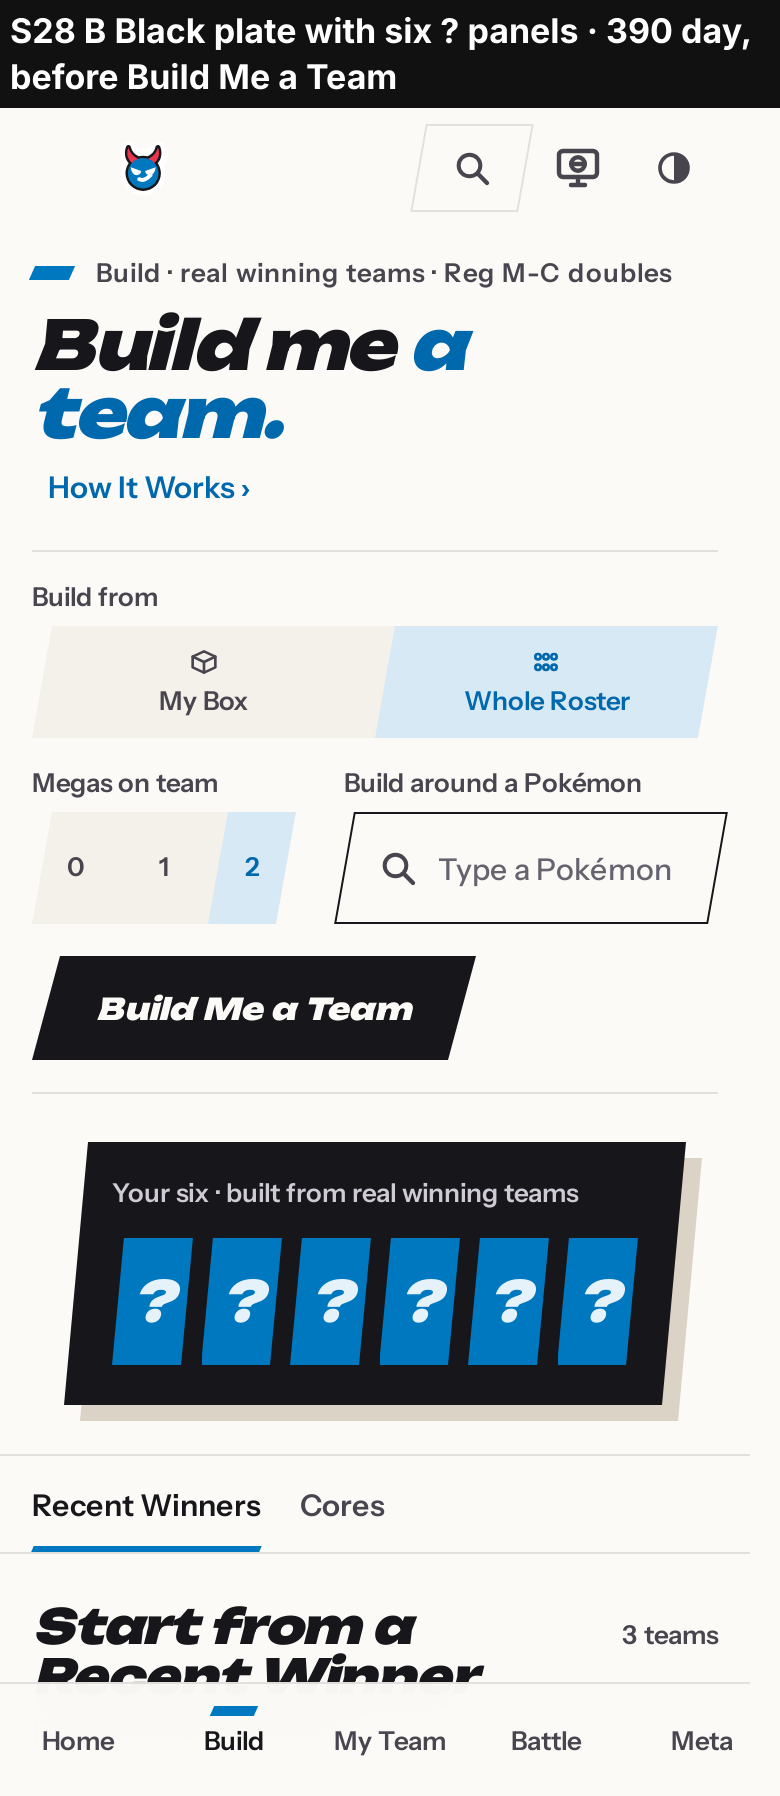 S28 B Black plate with six ? panels · 390 day,
before Build Me a Team
Build · real winning teams · Reg M-C doubles
Build me a
team.
How It Works ›
Build from
My Box
Whole Roster
Megas on team
Build around a Pokémon
0 1 2
Type a Pokémon
Build Me a Team
Your six · built from real winning teams
? ? ? ? ? ?
Recent Winners Cores
Start from a
3 teams
Recent Winner
Home Build My Team Battle Meta